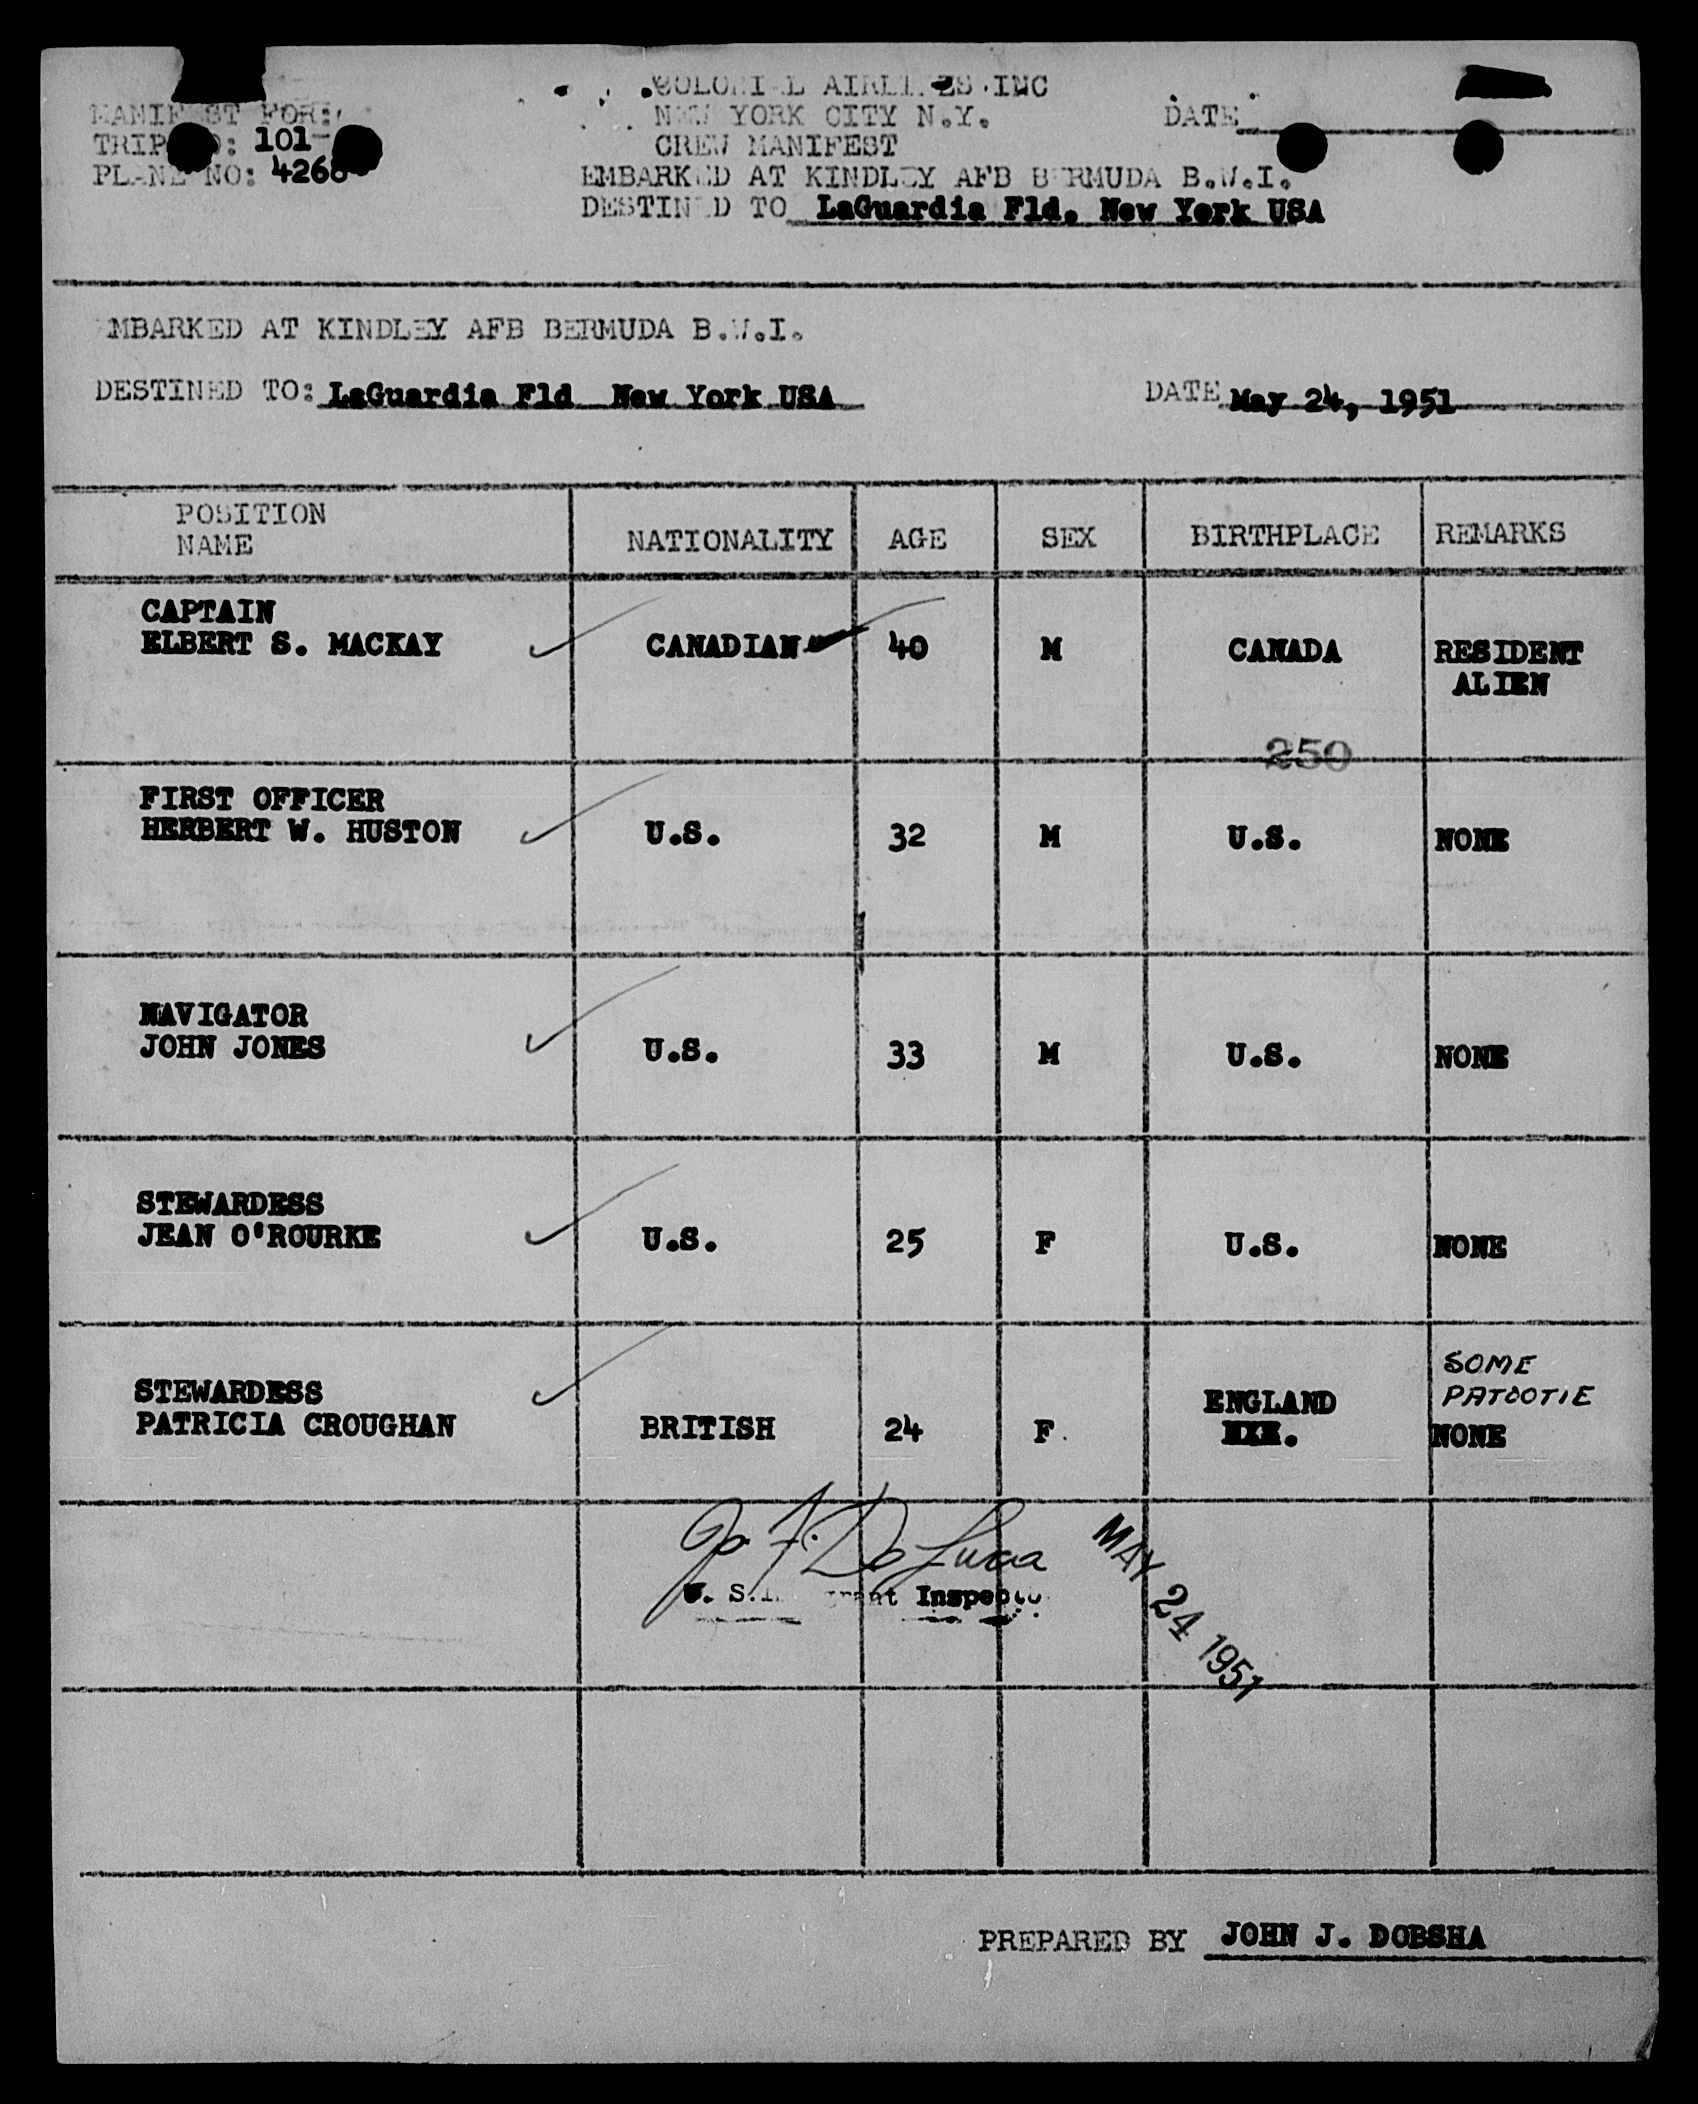 COLONIAL AIRLINES INC
MANIFEST FOR:
NEW YORK CITY N.Y.
DATE
TRIP NO: 101
CREW MANIFEST
PLANE NO: 4268
EMBARKED AT KINDLEY AFB BERMUDA B.W.I.
DESTINED TO LaGuardia Fld. New York USA
EMBARKED AT KINDLEY AFB BERMUDA B.W.I.
DESTINED TO: LaGuardia Fld New York USA
DATE May 24, 1951
POSITION
NAME
NATIONALITY
AGE
SEX
BIRTHPLACE
REMARKS
CAPTAIN
ELBERT S. MACKAY
CANADIAN
40
M
CANADA
RESIDENT
ALIEN
250
FIRST OFFICER
HERBERT W. HUSTON
U.S.
32
M
U.S.
NONE
NAVIGATOR
JOHN JONES
U.S.
33
M
U.S.
NONE
STEWARDESS
JEAN O'ROURKE
U.S.
25
F
U.S.
NONE
STEWARDESS
PATRICIA CROUGHAN
BRITISH
24
F.
ENGLAND
SOME
PATOOTIE
NONE
J. F. De Lucca
U. S. Immigrant Inspector
MAY 24 1951
PREPARED BY JOHN J. DOBSHA